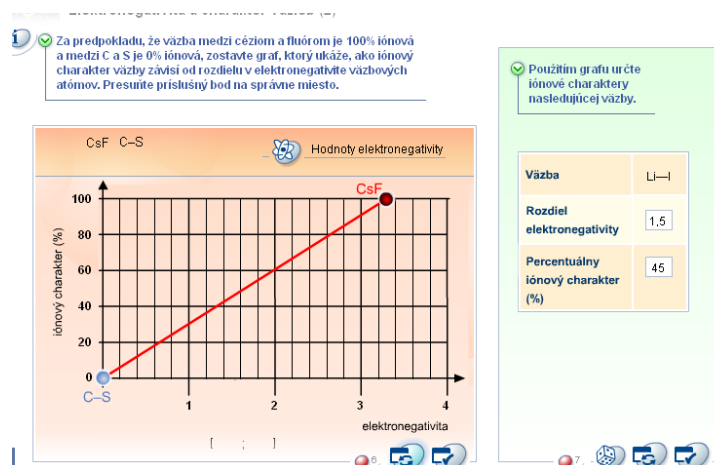 Za predpokladu, že väzba medzi céziom a fluórom je 100% iónová
a medzi C a S je 0% iónová, zostavte graf, ktorý ukáže, ako iónový
charakter väzby závisí od rozdielu v elektronegativite väzbových
atómov. Presuňte príslušný bod na správne miesto.
CsF C–S
Hodnoty elektronegativity
CsF
100
80
60
40
20
0
iónový charakter (%)
C–S
1 2 3 4
elektronegativita
[ ; ]
6.
Použitím grafu určte
iónové charaktery
nasledujúcej väzby.
Väzba Li—I
Rozdiel
elektronegativity
1,5
Percentuálny
iónový charakter
(%)
45
7.